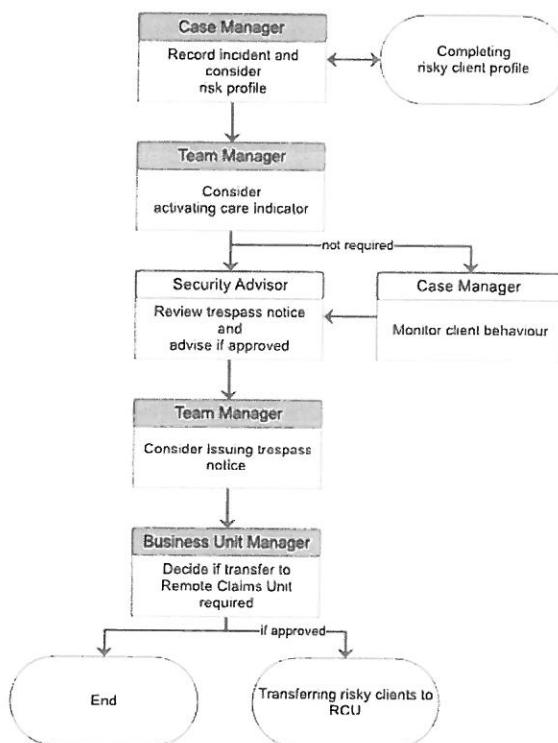 Case Manager
Record incident and
consider
risk profile
Completing
risky client profile
Team Manager
Consider
activating care indicator
not required
Security Advisor
Review trespass notice
and
advise if approved
Case Manager
Monitor client behaviour
Team Manager
Consider issuing trespass
notice
Business Unit Manager
Decide if transfer to
Remote Claims Unit
required
if approved
End
Transferring risky clients to
RCU